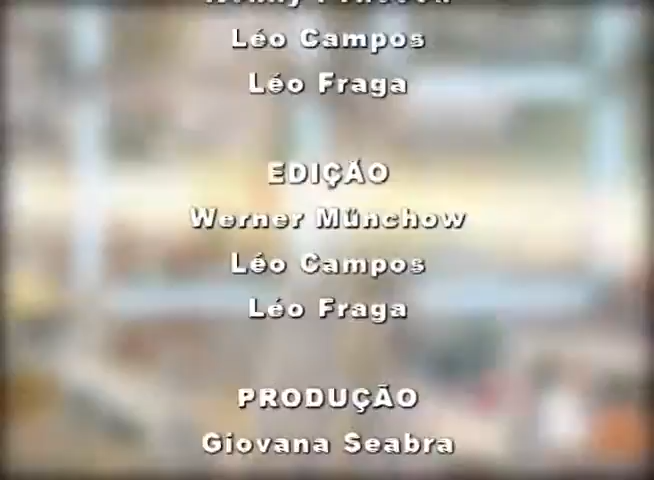 Léo Campos
Léo Fraga
EDIÇÃO
Werner Münchow
Léo Campos
Léo Fraga
PRODUÇÃO
Giovana Seabra